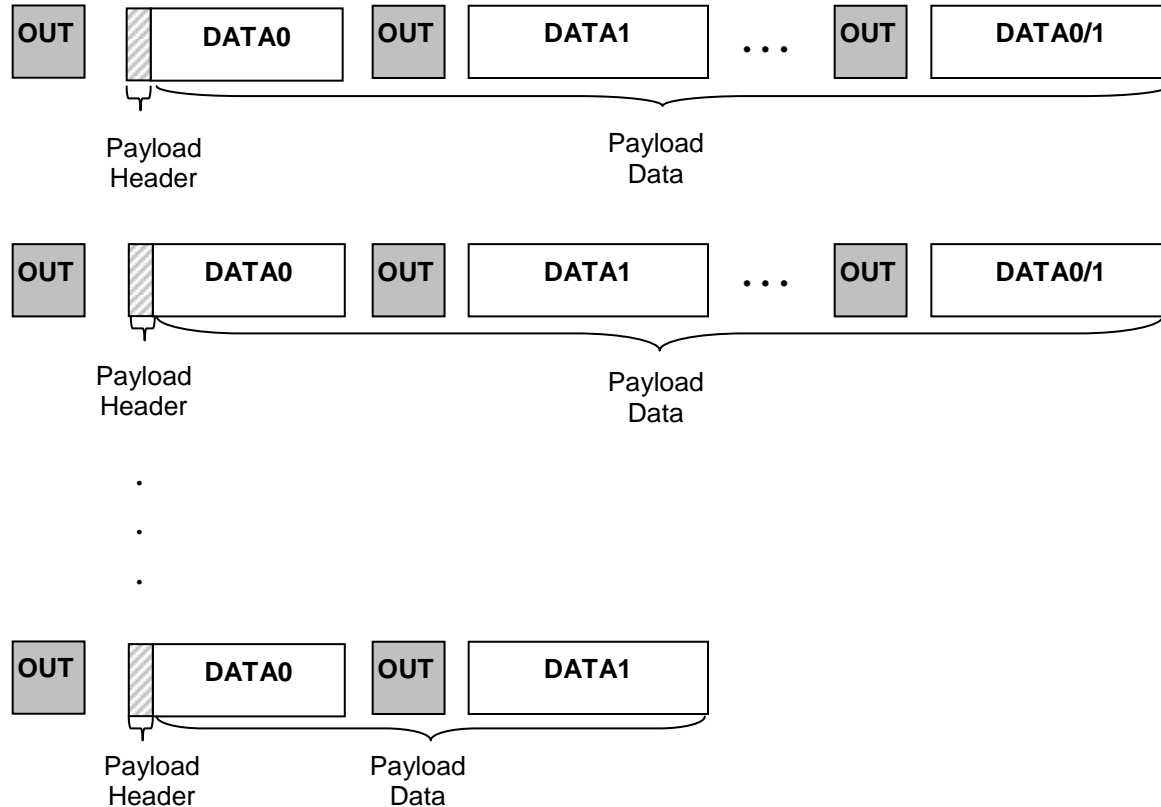 OUT DATA0 OUT DATA1 . . . OUT DATA0/1
Payload
Header
Payload
Data
OUT DATA0 OUT DATA1 . . . OUT DATA0/1
Payload
Header
Payload
Data
.
.
.
OUT DATA0 OUT DATA1
Payload
Header
Payload
Data